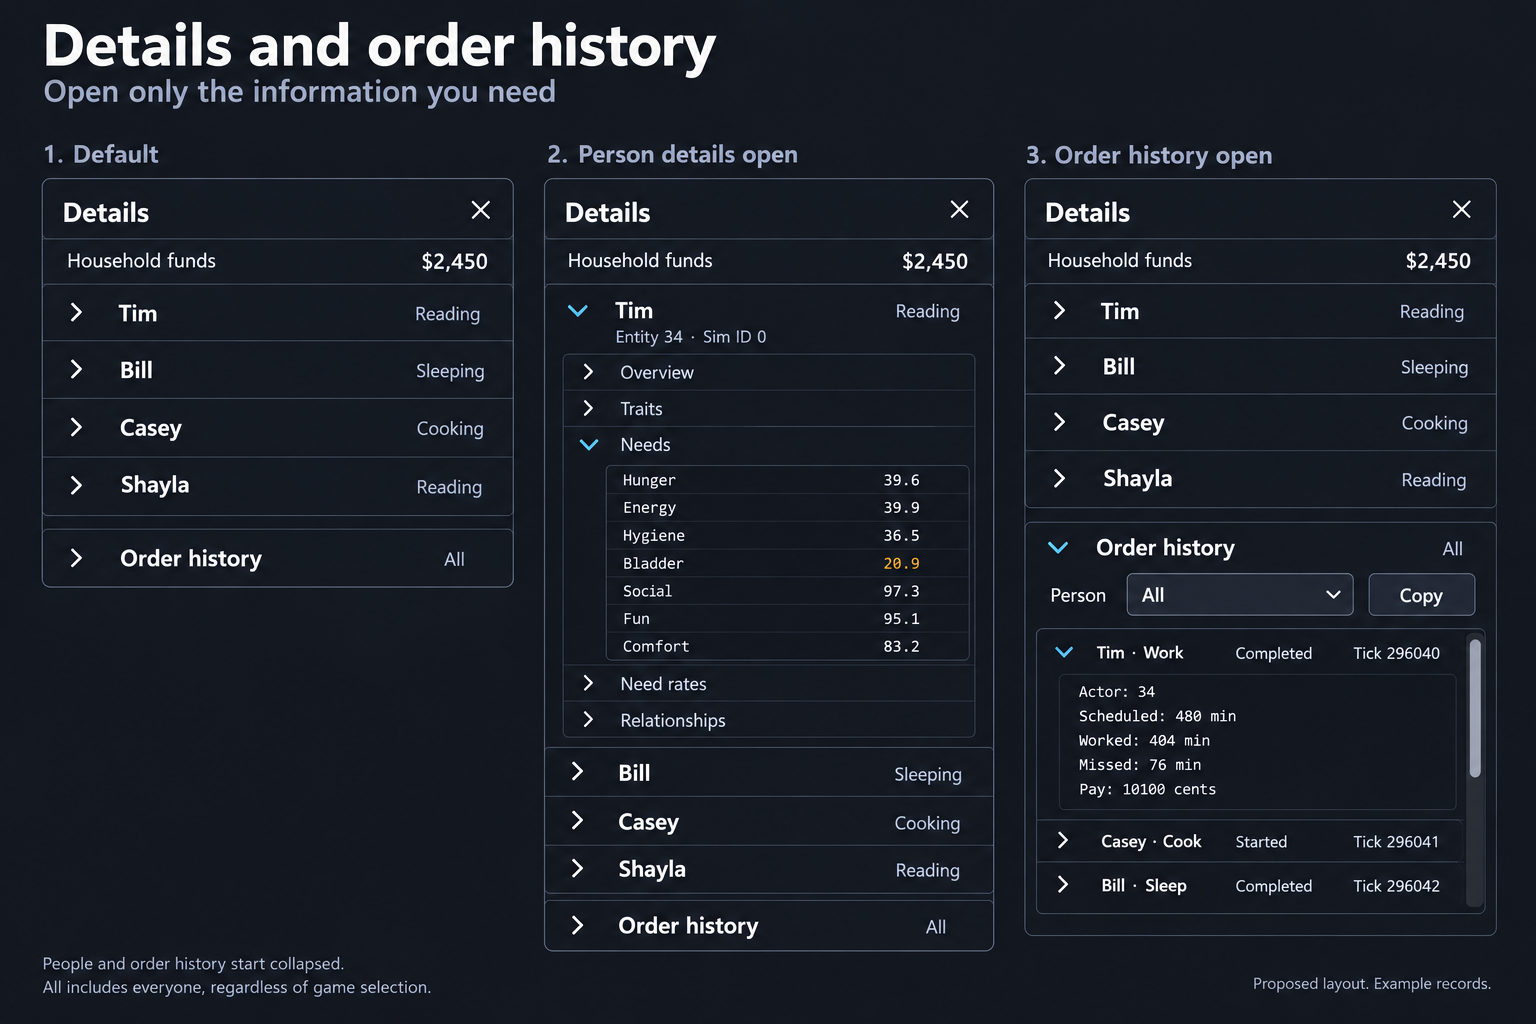 Details and order history
Open only the information you need
1. Default
Details
Household funds $2,450
Tim Reading
Bill Sleeping
Casey Cooking
Shayla Reading
Order history All
2. Person details open
Details
Household funds $2,450
Tim Reading
Entity 34 · Sim ID 0
Overview
Traits
Needs
Hunger 39.6
Energy 39.9
Hygiene 36.5
Bladder 20.9
Social 97.3
Fun 95.1
Comfort 83.2
Need rates
Relationships
Bill Sleeping
Casey Cooking
Shayla Reading
Order history All
3. Order history open
Details
Household funds $2,450
Tim Reading
Bill Sleeping
Casey Cooking
Shayla Reading
Order history All
Person All Copy
Tim · Work Completed Tick 296040
Actor: 34
Scheduled: 480 min
Worked: 404 min
Missed: 76 min
Pay: 10100 cents
Casey · Cook Started Tick 296041
Bill · Sleep Completed Tick 296042
People and order history start collapsed.
All includes everyone, regardless of game selection.
Proposed layout. Example records.